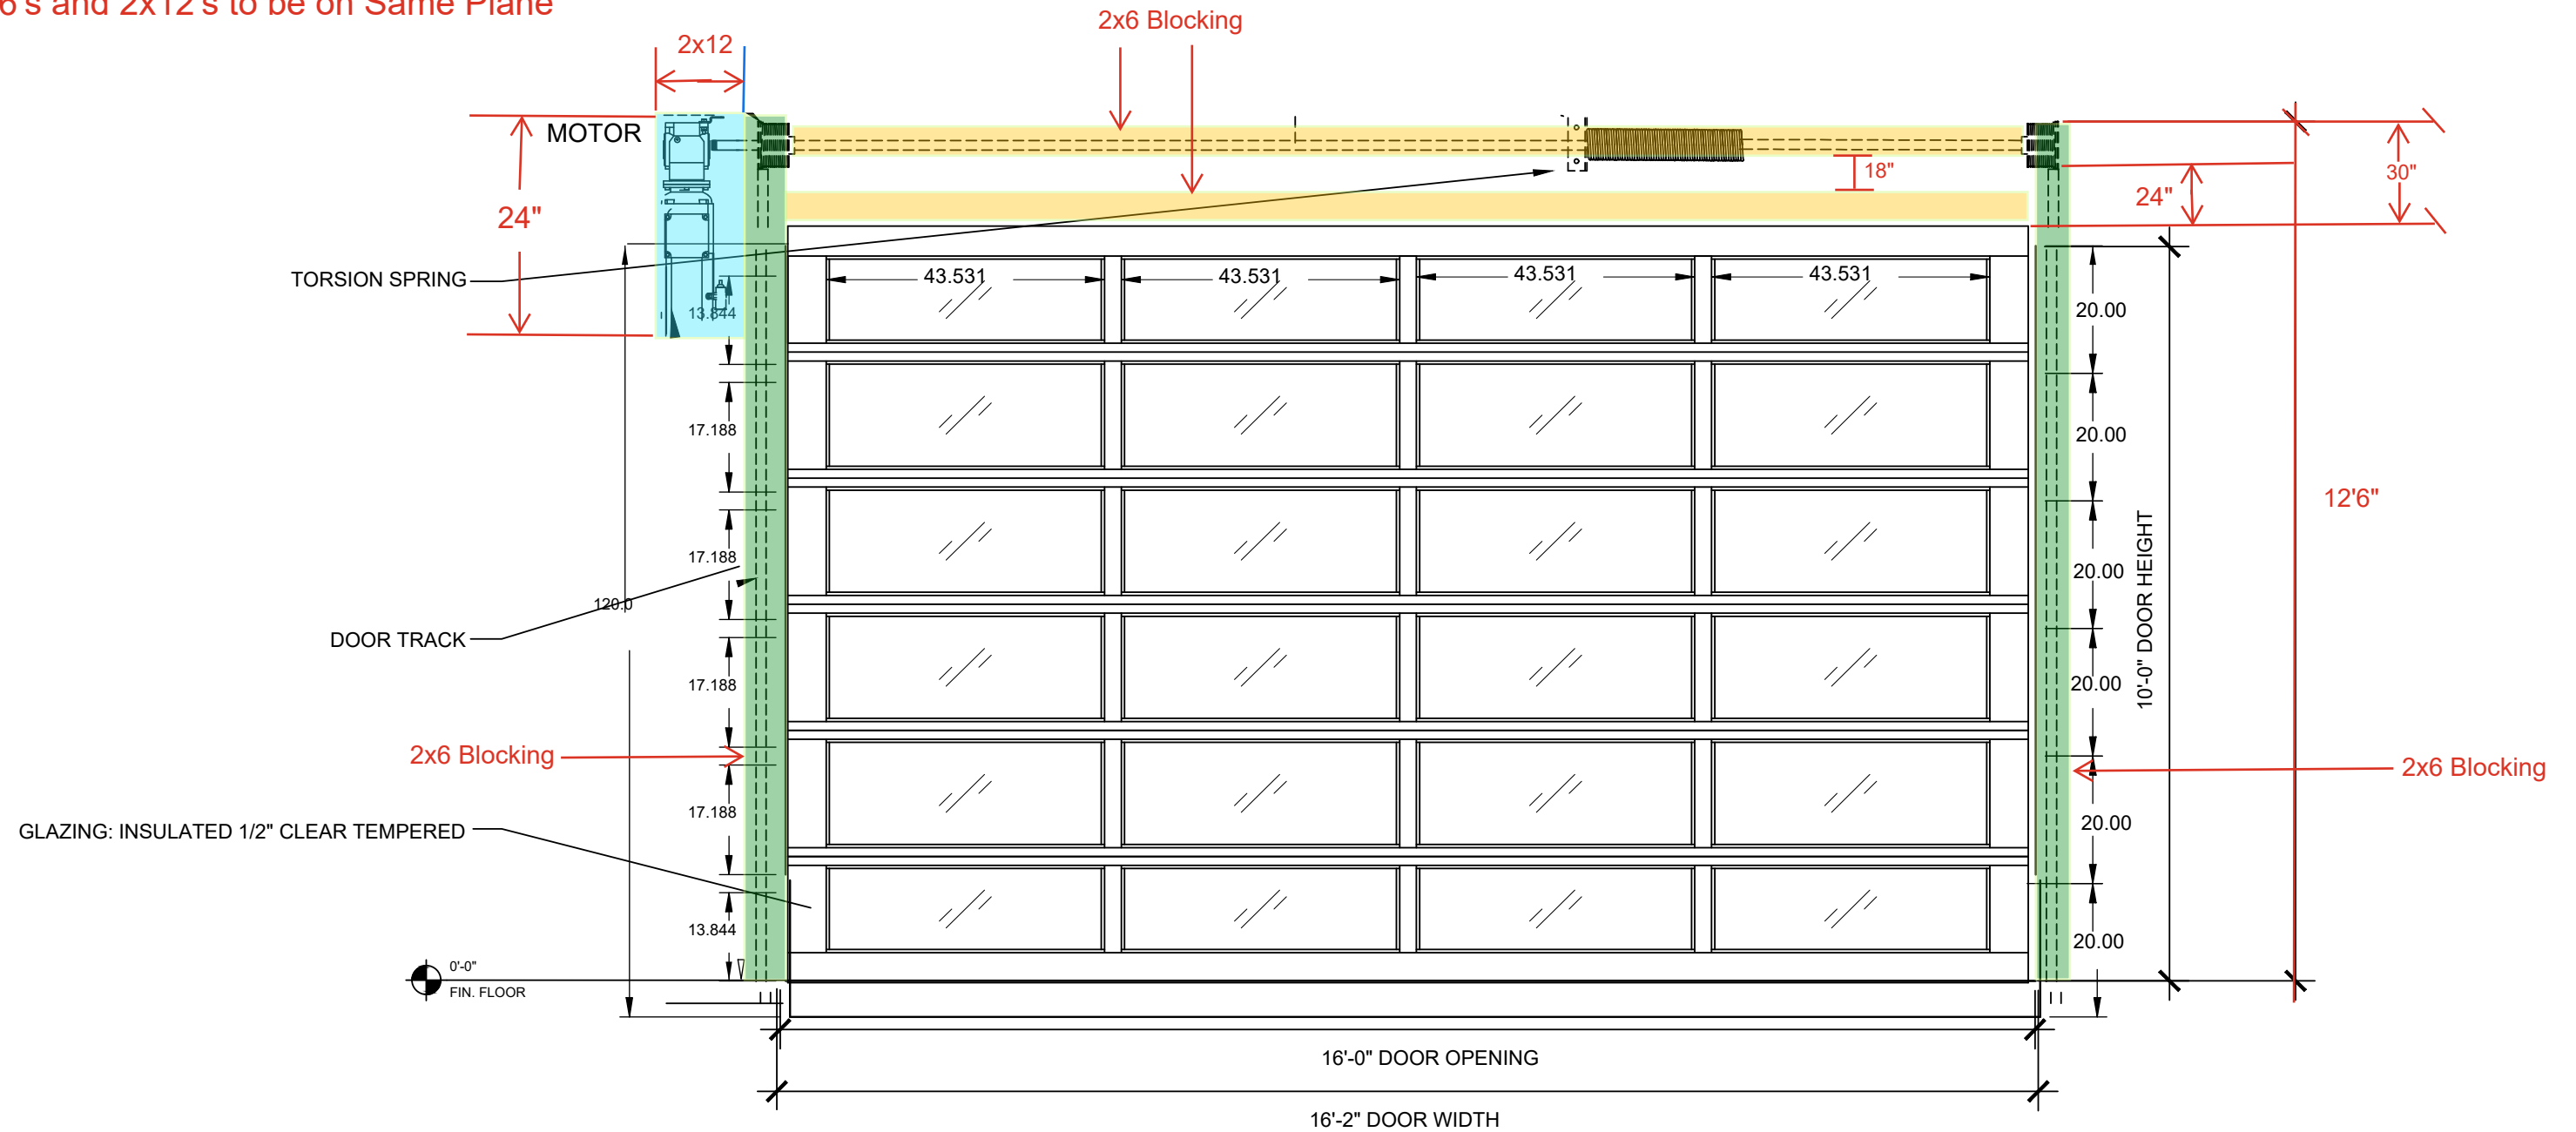 6's and 2x12's to be on Same Plane
2x6 Blocking
2x12
MOTOR
24"
18"
24"
30"
TORSION SPRING
43.531
43.531
43.531
43.531
13.844
20.00
17.188
20.00
12'6"
17.188
20.00
120.0
10'-0" DOOR HEIGHT
DOOR TRACK
17.188
20.00
2x6 Blocking
2x6 Blocking
17.188
20.00
GLAZING: INSULATED 1/2" CLEAR TEMPERED
13.844
20.00
0'-0"
FIN. FLOOR
16'-0" DOOR OPENING
16'-2" DOOR WIDTH